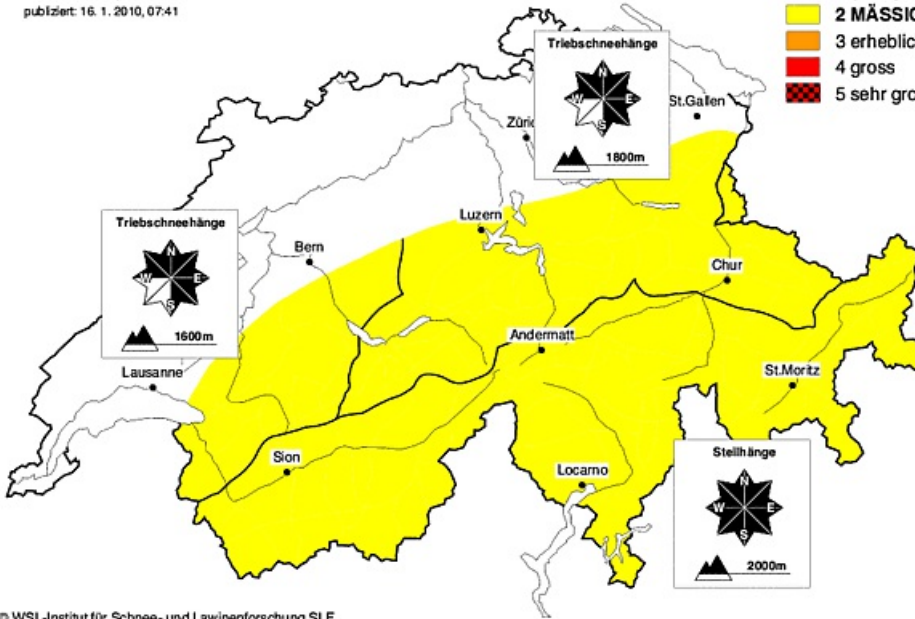 publiziert: 16. 1. 2010, 07:41
2 MÄSSIG
3 erheblic
4 gross
5 sehr gro
Triebschneehänge
N
W E
S
1800m
St.Gallen
Züric
Triebschneehänge
N
W E
S
1600m
Luzern
Bern
Chur
Andermatt
Lausanne
St.Moritz
Sion
Locarno
Stellhänge
N
W E
S
2000m
© WSL-Institut für Schnee- und Lawinenforschung SLF